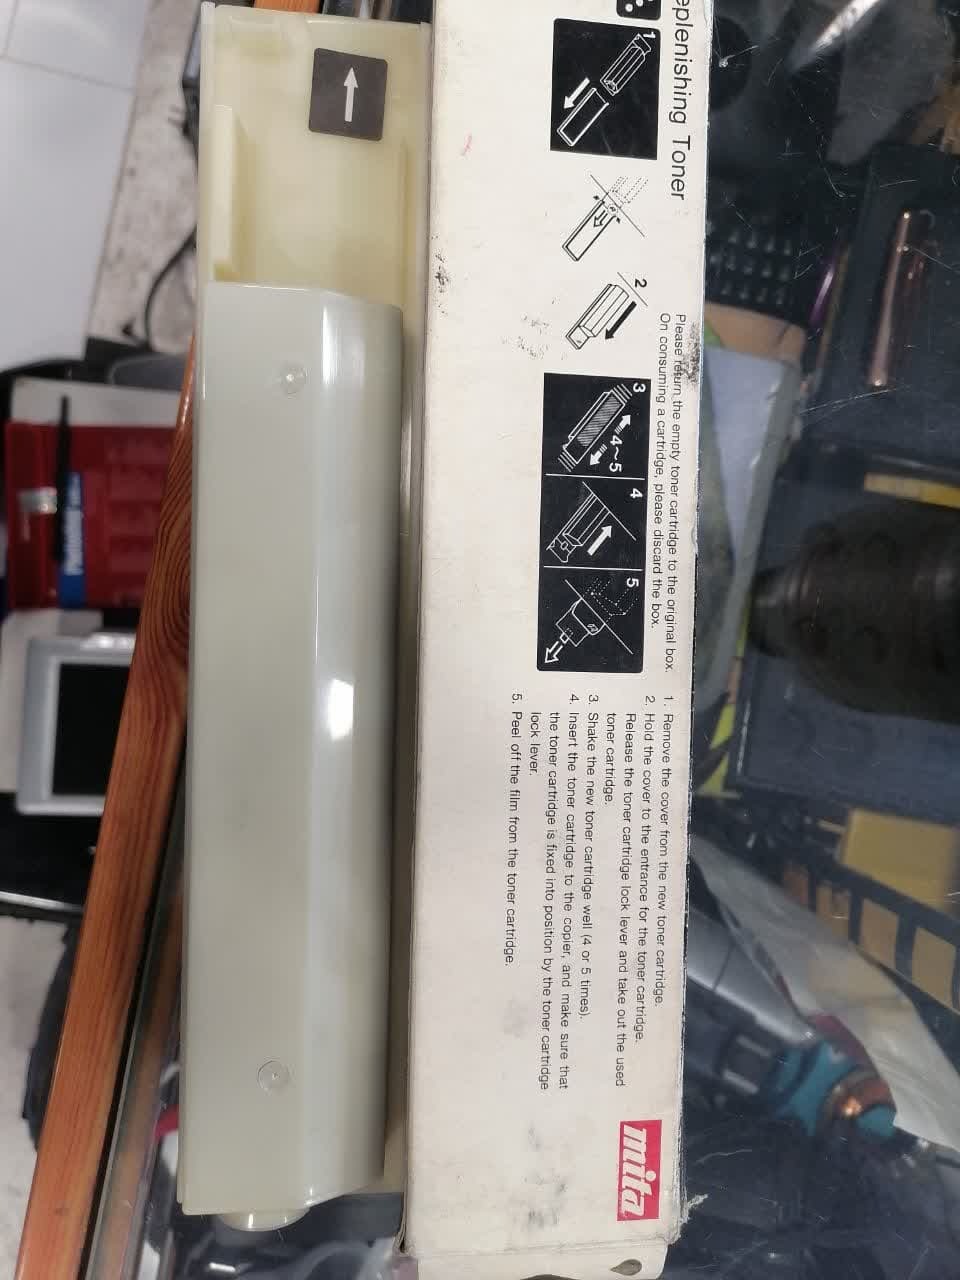 eplenishing Toner
Please return the empty toner cartridge to the original box.
On consuming a cartridge, please discard the box.
1
2
3
4~5
4
5
1. Remove the cover from the new toner cartridge.
2. Hold the cover to the entrance for the toner cartridge.
Release the toner cartridge lock lever and take out the used
toner cartridge.
3. Shake the new toner cartridge well (4 or 5 times).
4. Insert the toner cartridge to the copier, and make sure that
the toner cartridge is fixed into position by the toner cartridge
lock lever.
5. Peel off the film from the toner cartridge.
mita